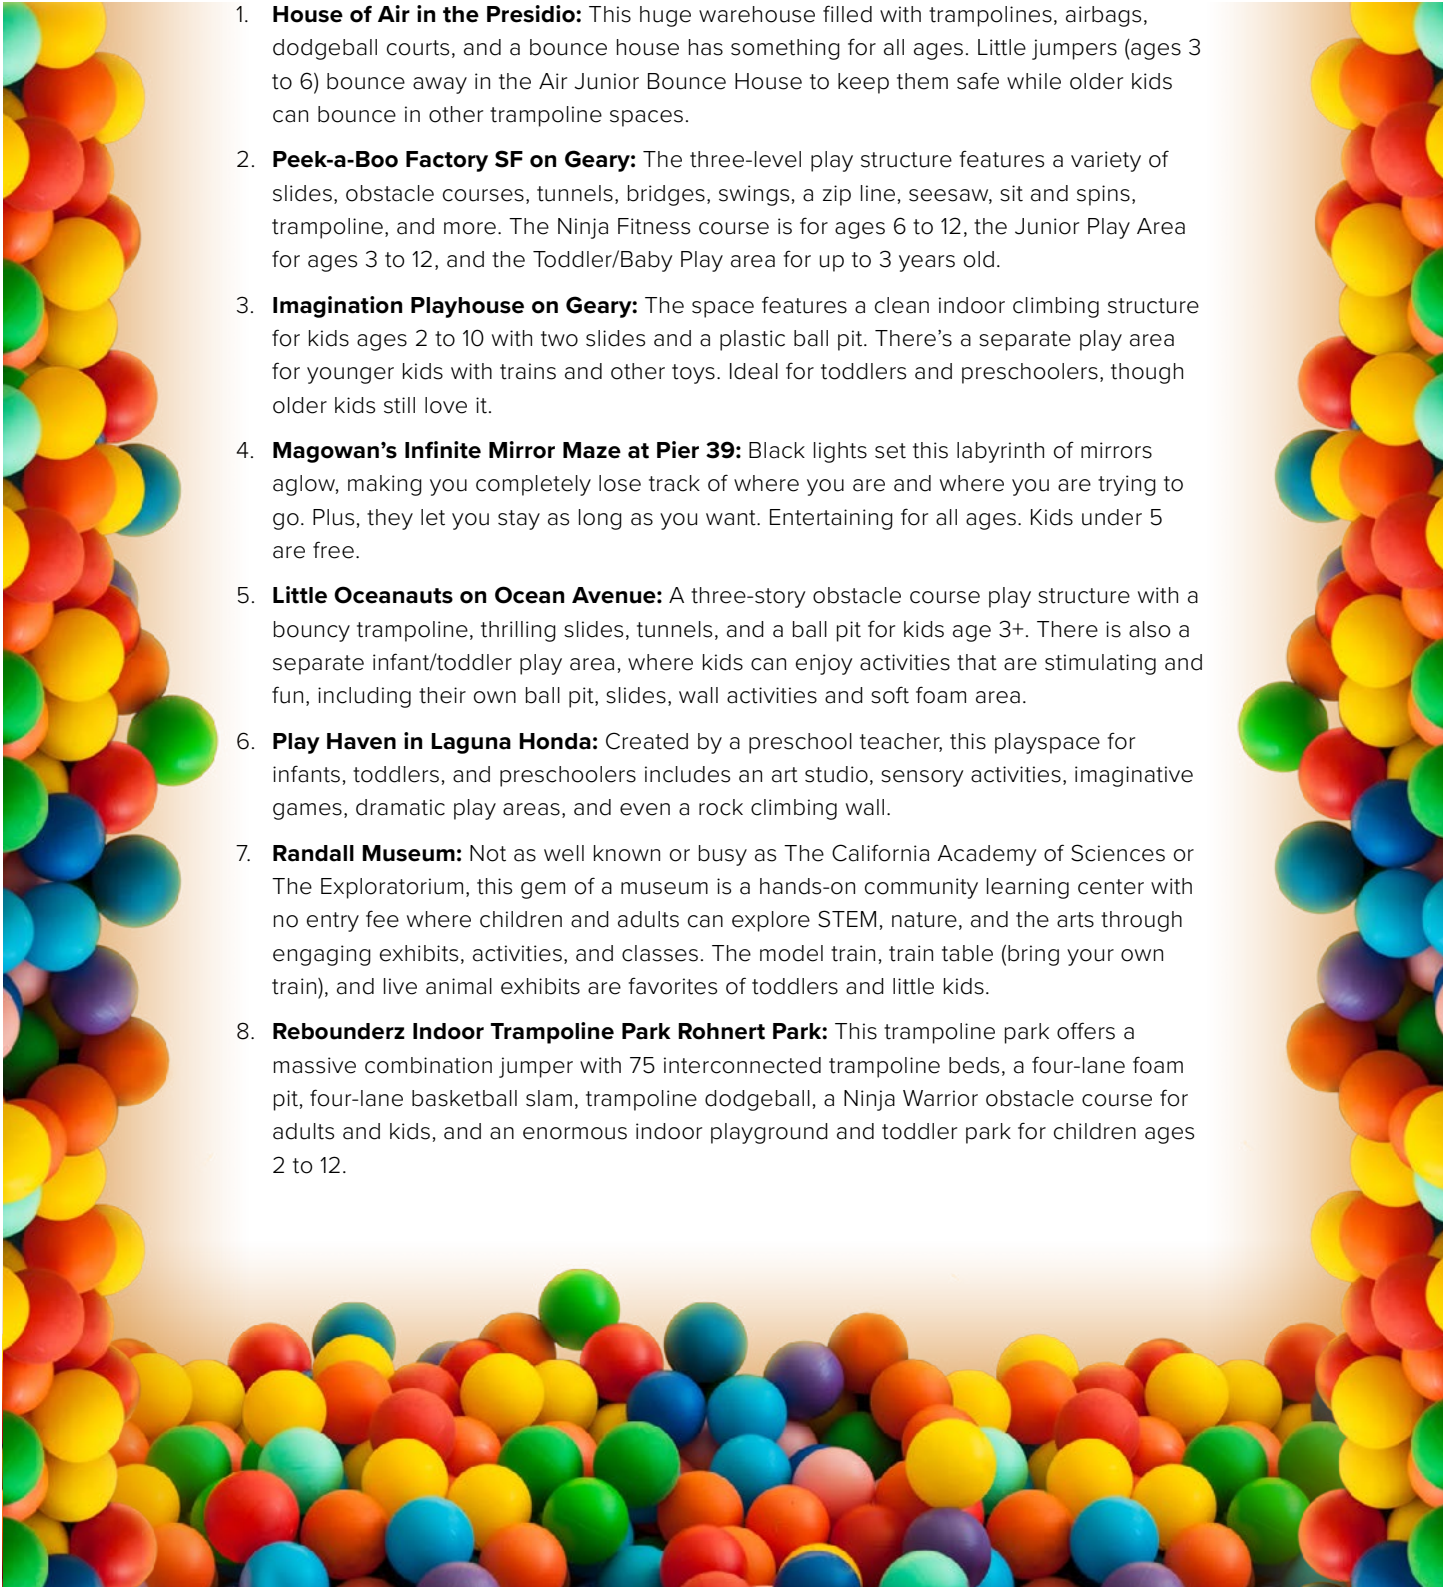 1. House of Air in the Presidio: This huge warehouse filled with trampolines, airbags,
dodgeball courts, and a bounce house has something for all ages. Little jumpers (ages 3
to 6) bounce away in the Air Junior Bounce House to keep them safe while older kids
can bounce in other trampoline spaces.
2. Peek-a-Boo Factory SF on Geary: The three-level play structure features a variety of
slides, obstacle courses, tunnels, bridges, swings, a zip line, seesaw, sit and spins,
trampoline, and more. The Ninja Fitness course is for ages 6 to 12, the Junior Play Area
for ages 3 to 12, and the Toddler/Baby Play area for up to 3 years old.
3. Imagination Playhouse on Geary: The space features a clean indoor climbing structure
for kids ages 2 to 10 with two slides and a plastic ball pit. There’s a separate play area
for younger kids with trains and other toys. Ideal for toddlers and preschoolers, though
older kids still love it.
4. Magowan’s Infinite Mirror Maze at Pier 39: Black lights set this labyrinth of mirrors
aglow, making you completely lose track of where you are and where you are trying to
go. Plus, they let you stay as long as you want. Entertaining for all ages. Kids under 5
are free.
5. Little Oceanauts on Ocean Avenue: A three-story obstacle course play structure with a
bouncy trampoline, thrilling slides, tunnels, and a ball pit for kids age 3+. There is also a
separate infant/toddler play area, where kids can enjoy activities that are stimulating and
fun, including their own ball pit, slides, wall activities and soft foam area.
6. Play Haven in Laguna Honda: Created by a preschool teacher, this playspace for
infants, toddlers, and preschoolers includes an art studio, sensory activities, imaginative
games, dramatic play areas, and even a rock climbing wall.
7. Randall Museum: Not as well known or busy as The California Academy of Sciences or
The Exploratorium, this gem of a museum is a hands-on community learning center with
no entry fee where children and adults can explore STEM, nature, and the arts through
engaging exhibits, activities, and classes. The model train, train table (bring your own
train), and live animal exhibits are favorites of toddlers and little kids.
8. Rebounderz Indoor Trampoline Park Rohnert Park: This trampoline park offers a
massive combination jumper with 75 interconnected trampoline beds, a four-lane foam
pit, four-lane basketball slam, trampoline dodgeball, a Ninja Warrior obstacle course for
adults and kids, and an enormous indoor playground and toddler park for children ages
2 to 12.